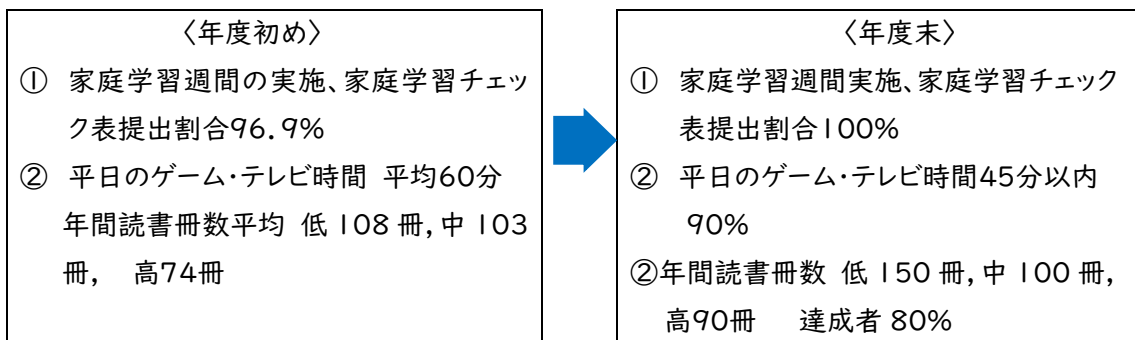 〈年度初め〉
① 家庭学習週間の実施、家庭学習チェッ
ク表提出割合96.9%
② 平日のゲーム・テレビ時間 平均60分
年間読書冊数平均 低 108 冊,中 103
冊, 高74冊
〈年度末〉
① 家庭学習週間実施、家庭学習チェック
表提出割合100%
② 平日のゲーム・テレビ時間45分以内
90%
②年間読書冊数 低 150 冊,中 100 冊,
高90冊 達成者 80%